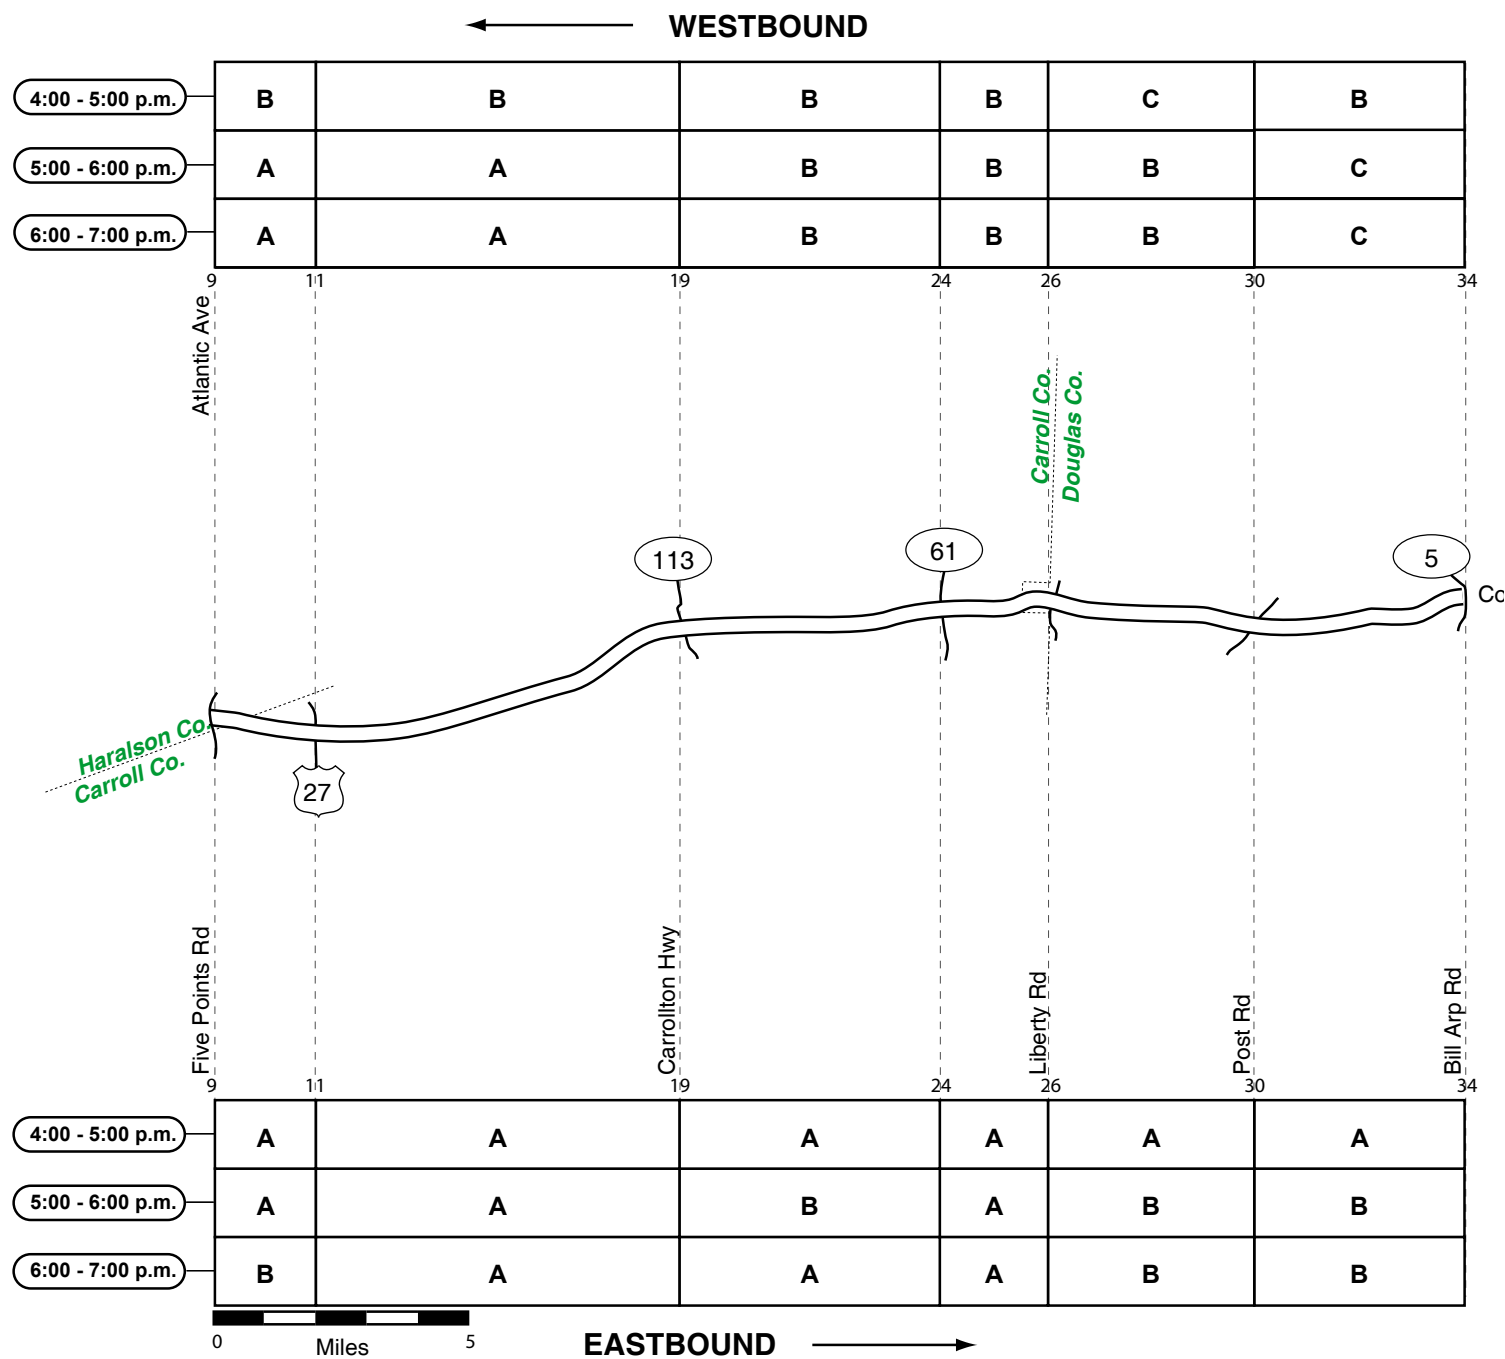 WESTBOUND
4:00 - 5:00 p.m. B B B B C B
5:00 - 6:00 p.m. A A B B B C
6:00 - 7:00 p.m. A A B B B C
9 11 19 24 26 30 34
Atlantic Ave
Carroll Co.
Douglas Co.
113
61
5
Co
Haralson Co.
Carroll Co.
27
Five Points Rd
Carrollton Hwy
Liberty Rd
Post Rd
Bill Arp Rd
9 11 19 24 26 30 34
4:00 - 5:00 p.m. A A A A A A
5:00 - 6:00 p.m. A A B A B B
6:00 - 7:00 p.m. B A A A B B
0 Miles 5
EASTBOUND